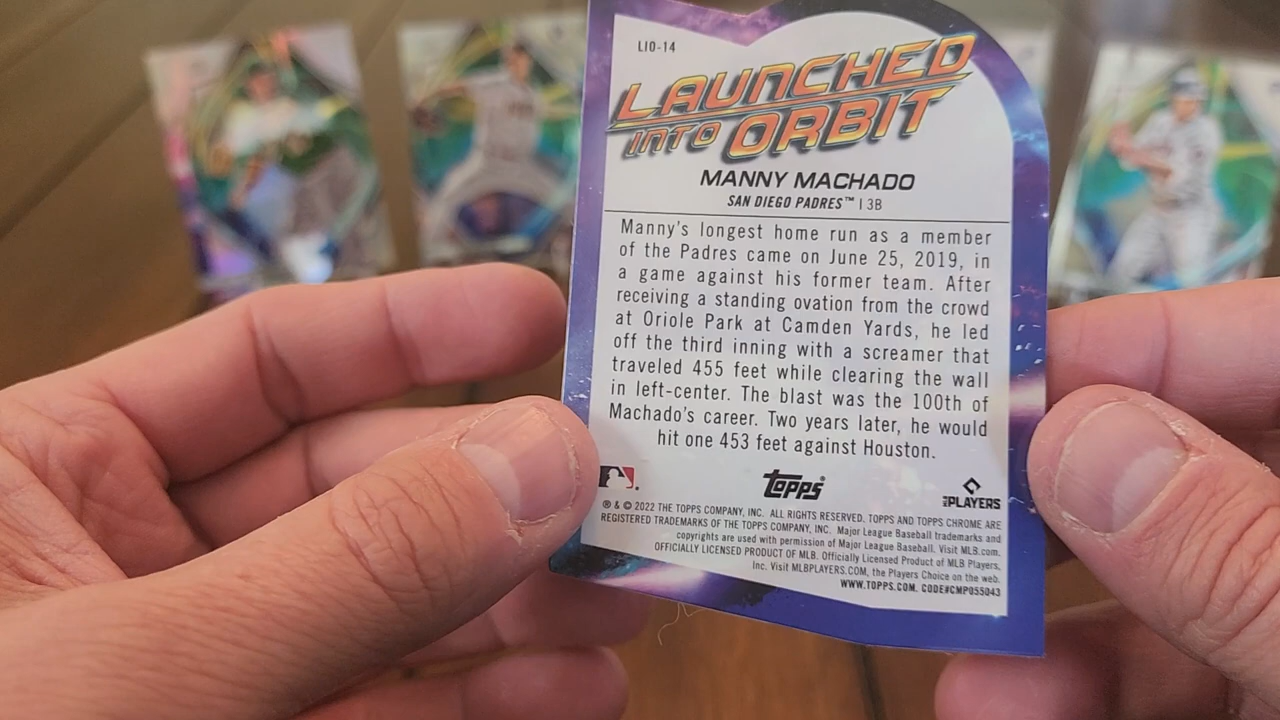 LIO-14
LAUNCHED
INTO ORBIT
MANNY MACHADO
SAN DIEGO PADRES™ | 3B
Manny's longest home run as a member
of the Padres came on June 25, 2019, in
a game against his former team. After
receiving a standing ovation from the crowd
at Oriole Park at Camden Yards, he led
off the third inning with a screamer that
traveled 455 feet while clearing the wall
in left-center. The blast was the 100th of
Machado's career. Two years later, he would
hit one 453 feet against Houston.
topps®
MLB PLAYERS
® & © 2022 THE TOPPS COMPANY, INC. ALL RIGHTS RESERVED. TOPPS AND TOPPS CHROME ARE
REGISTERED TRADEMARKS OF THE TOPPS COMPANY, INC. Major League Baseball trademarks and
copyrights are used with permission of Major League Baseball. Visit MLB.com.
OFFICIALLY LICENSED PRODUCT OF MLB. Officially Licensed Product of MLB Players,
Inc. Visit MLBPLAYERS.COM, the Players Choice on the web.
WWW.TOPPS.COM. CODE#CMP055043